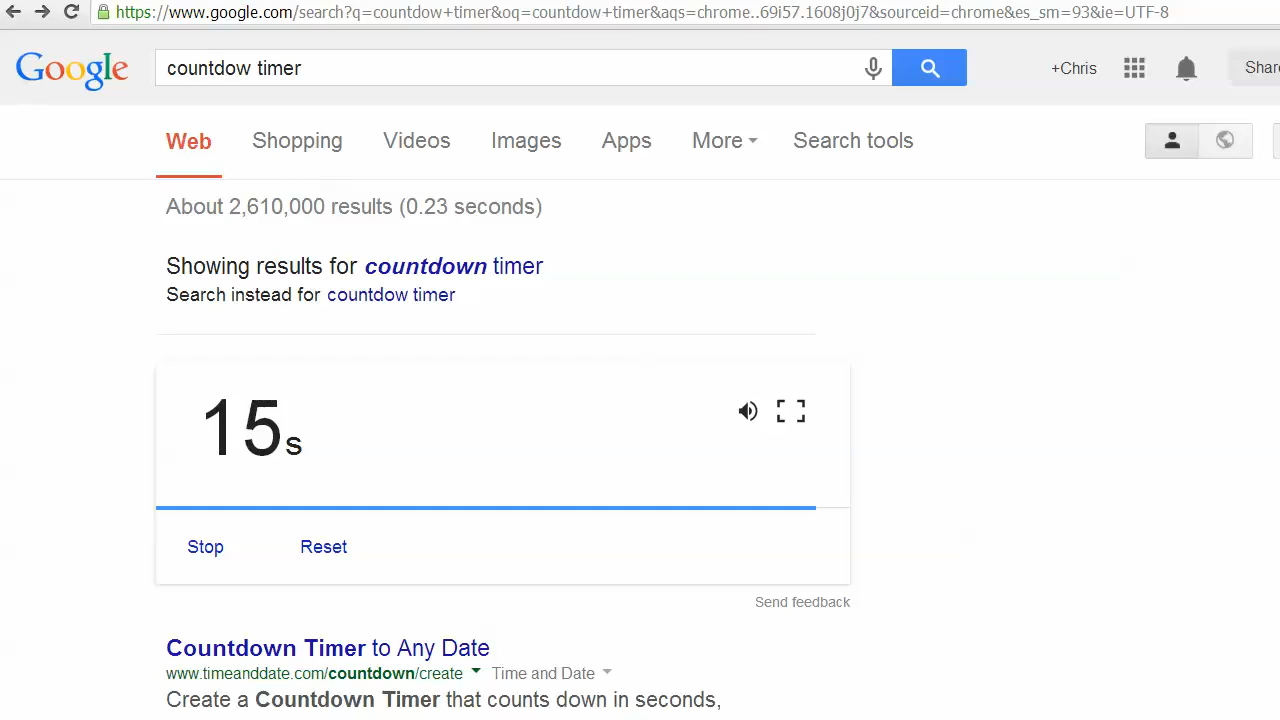 https://www.google.com/search?q=countdow+timer&oq=countdow+timer&aqs=chrome..69i57.1608j0j7&sourceid=chrome&es_sm=93&ie=UTF-8
Google countdow timer +Chris Shar
Web Shopping Videos Images Apps More Search tools
About 2,610,000 results (0.23 seconds)
Showing results for countdown timer
Search instead for countdow timer
15s
Stop Reset
Send feedback
Countdown Timer to Any Date
www.timeanddate.com/countdown/create Time and Date
Create a Countdown Timer that counts down in seconds,